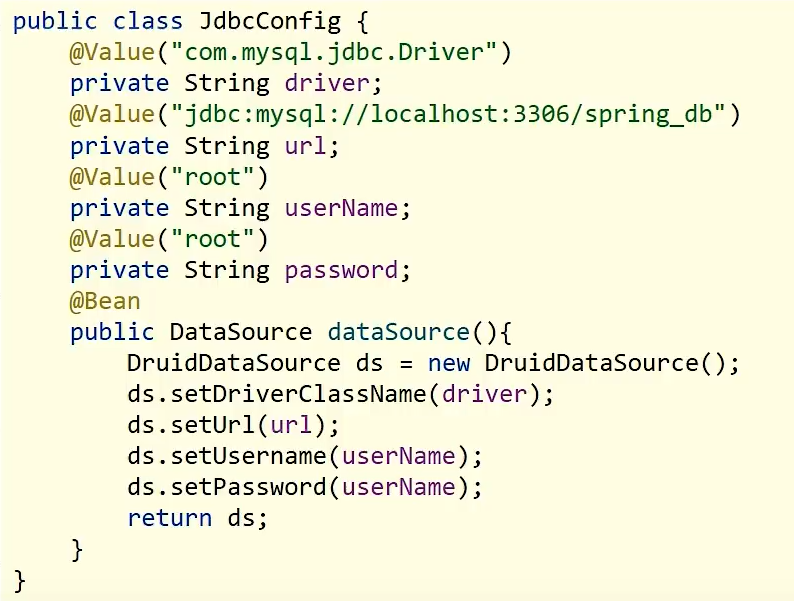 public class JdbcConfig {
    @Value("com.mysql.jdbc.Driver")
    private String driver;
    @Value("jdbc:mysql://localhost:3306/spring_db")
    private String url;
    @Value("root")
    private String userName;
    @Value("root")
    private String password;
    @Bean
    public DataSource dataSource(){
        DruidDataSource ds = new DruidDataSource();
        ds.setDriverClassName(driver);
        ds.setUrl(url);
        ds.setUsername(userName);
        ds.setPassword(userName);
        return ds;
    }
}